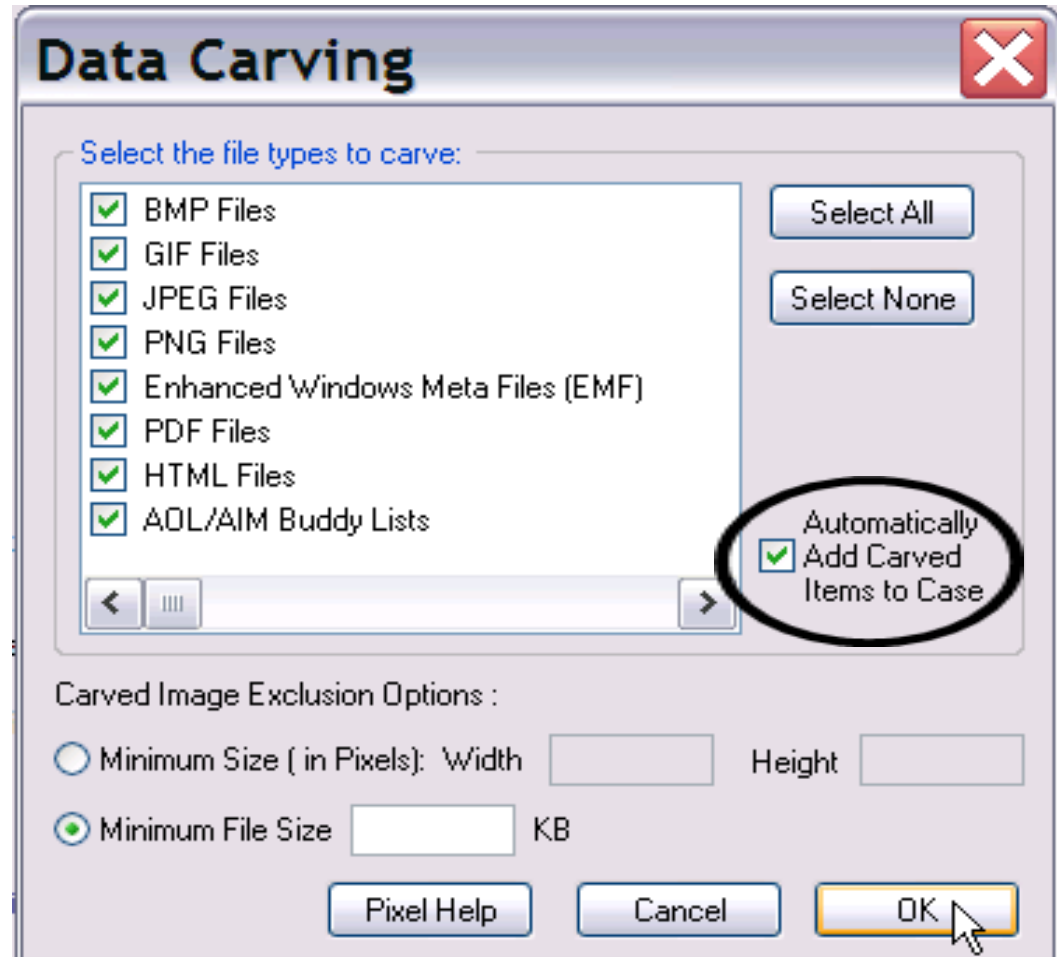 Data Carving
Select the file types to carve:
BMP Files
GIF Files
JPEG Files
PNG Files
Enhanced Windows Meta Files (EMF)
PDF Files
HTML Files
AOL/AIM Buddy Lists
Select All
Select None
Automatically
Add Carved
Items to Case
Carved Image Exclusion Options :
Minimum Size ( in Pixels): Width Height
Minimum File Size KB
Pixel Help Cancel OK